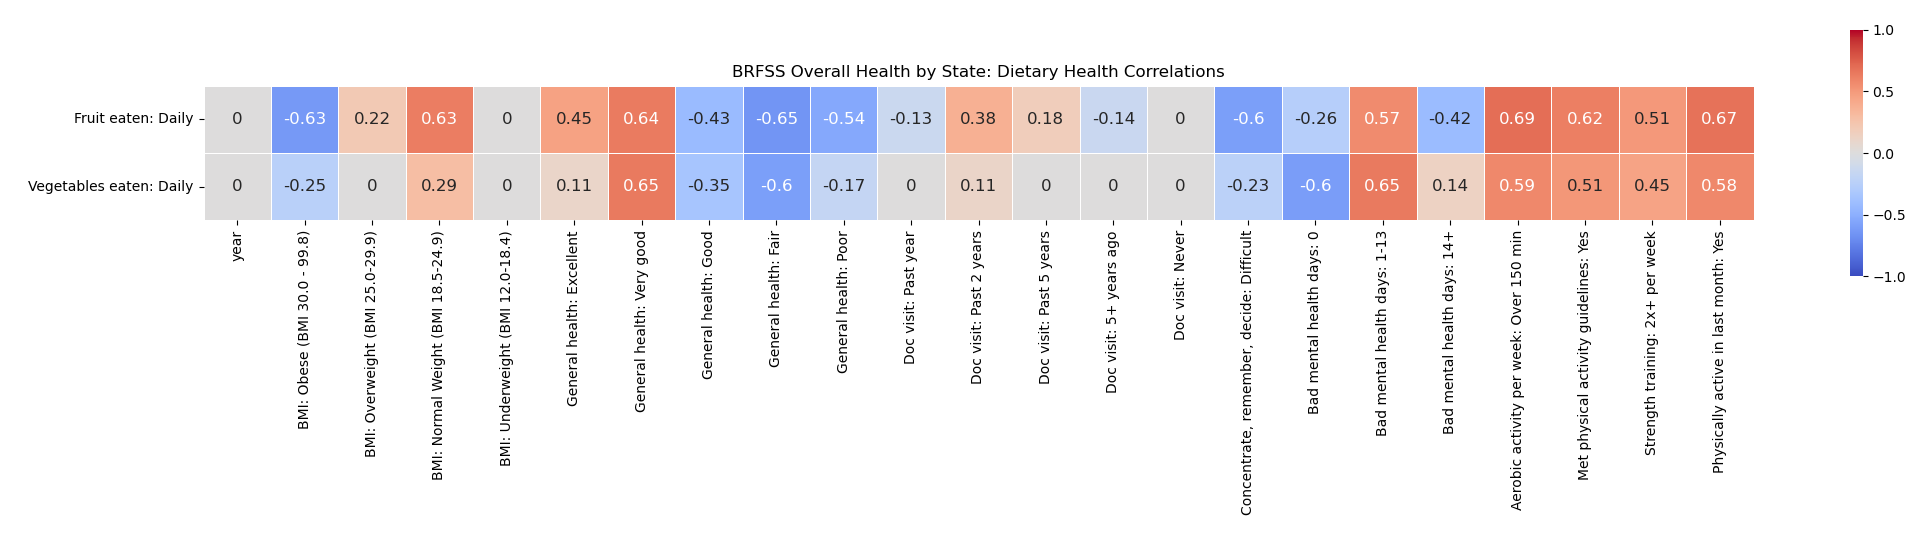 BRFSS Overall Health by State: Dietary Health Correlations
Fruit eaten: Daily
0 -0.63 0.22 0.63 0 0.45 0.64 -0.43 -0.65 -0.54 -0.13 0.38 0.18 -0.14 0 -0.6 -0.26 0.57 -0.42 0.69 0.62 0.51 0.67
Vegetables eaten: Daily
0 -0.25 0 0.29 0 0.11 0.65 -0.35 -0.6 -0.17 0 0.11 0 0 0 -0.23 -0.6 0.65 0.14 0.59 0.51 0.45 0.58
year
BMI: Obese (BMI 30.0 - 99.8)
BMI: Overweight (BMI 25.0-29.9)
BMI: Normal Weight (BMI 18.5-24.9)
BMI: Underweight (BMI 12.0-18.4)
General health: Excellent
General health: Very good
General health: Good
General health: Fair
General health: Poor
Doc visit: Past year
Doc visit: Past 2 years
Doc visit: Past 5 years
Doc visit: 5+ years ago
Doc visit: Never
Concentrate, remember, decide: Difficult
Bad mental health days: 0
Bad mental health days: 1-13
Bad mental health days: 14+
Aerobic activity per week: Over 150 min
Met physical activity guidelines: Yes
Strength training: 2x+ per week
Physically active in last month: Yes
1.0
0.5
0.0
−0.5
−1.0